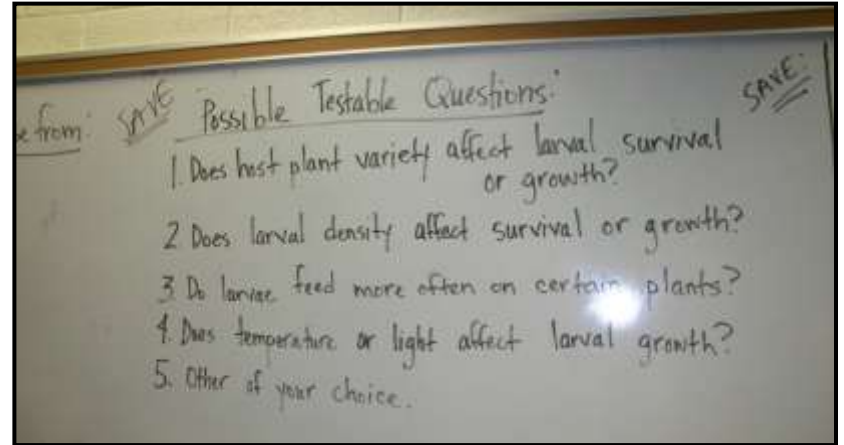 e from:
SAVE
Possible Testable Questions:
SAVE:
1. Does host plant variety affect larval survival
or growth?
2 Does larval density affect survival or growth?
3. Do larvae feed more often on certain plants?
4. Does temperature or light affect larval growth?
5. Other of your choice.